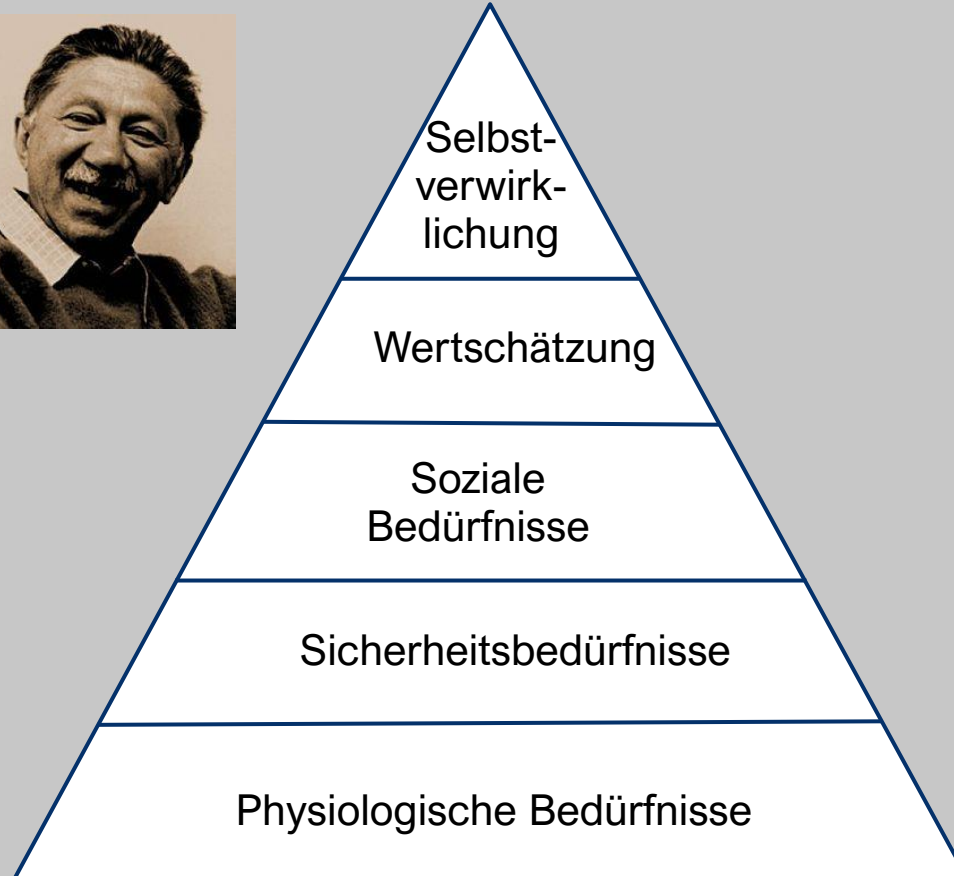 Selbst-
verwirk-
lichung
Wertschätzung
Soziale
Bedürfnisse
Sicherheitsbedürfnisse
Physiologische Bedürfnisse